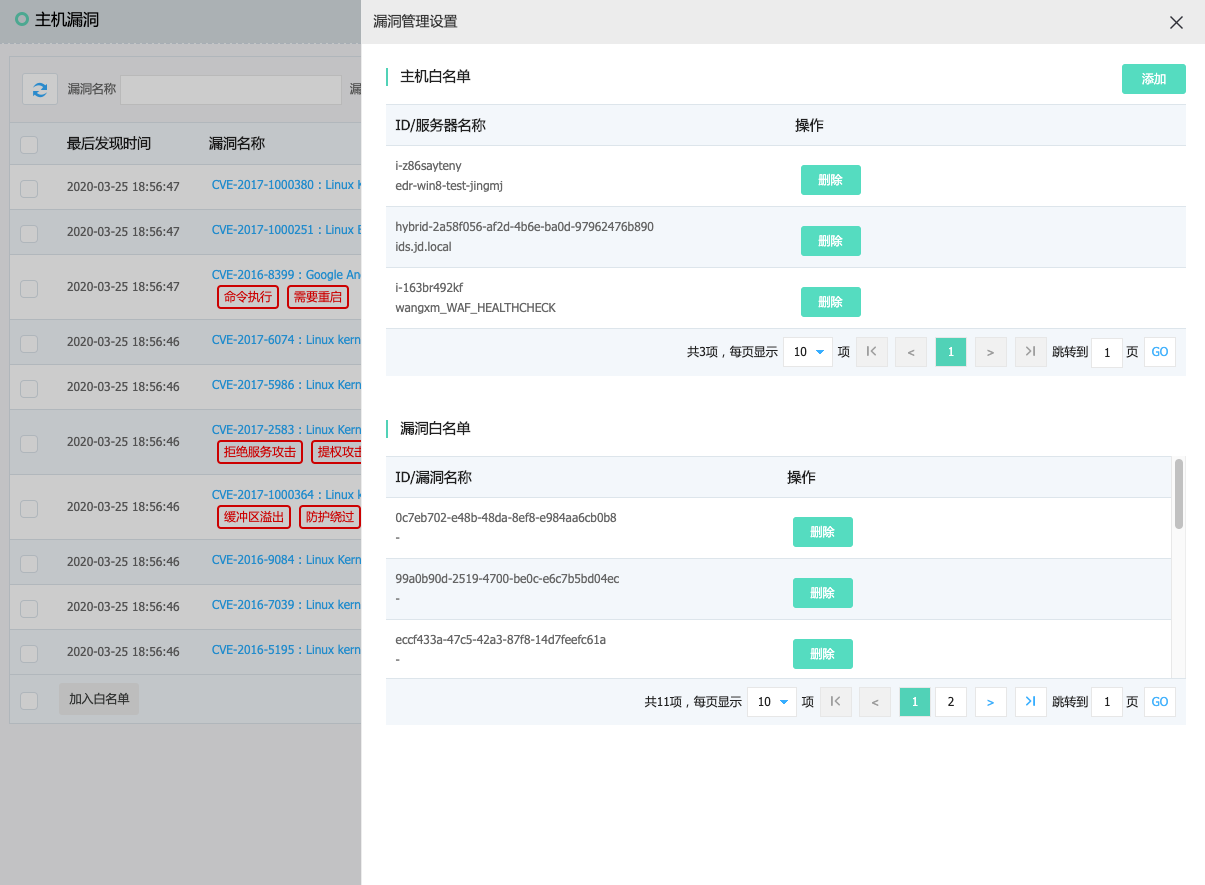 主机漏洞
漏洞名称
漏
最后发现时间 漏洞名称
2020-03-25 18:56:47 CVE-2017-1000380 : Linux K
2020-03-25 18:56:47 CVE-2017-1000251 : Linux B
2020-03-25 18:56:47 CVE-2016-8399 : Google An
命令执行 需要重启
2020-03-25 18:56:46 CVE-2017-6074 : Linux kern
2020-03-25 18:56:46 CVE-2017-5986 : Linux Kern
2020-03-25 18:56:46 CVE-2017-2583 : Linux Kern
拒绝服务攻击 提权攻击
2020-03-25 18:56:46 CVE-2017-1000364 : Linux k
缓冲区溢出 防护绕过
2020-03-25 18:56:46 CVE-2016-9084 : Linux Kern
2020-03-25 18:56:46 CVE-2016-7039 : Linux kern
2020-03-25 18:56:46 CVE-2016-5195 : Linux kern
加入白名单
漏洞管理设置
主机白名单 添加
ID/服务器名称 操作
i-z86sayteny
edr-win8-test-jingmj
删除
hybrid-2a58f056-af2d-4b6e-ba0d-97962476b890
ids.jd.local
删除
i-163br492kf
wangxm_WAF_HEALTHCHECK
删除
共3项，每页显示 10 项 < 1 > 跳转到 1 页 GO
漏洞白名单
ID/漏洞名称 操作
0c7eb702-e48b-48da-8ef8-e984aa6cb0b8
-
删除
99a0b90d-2519-4700-be0c-e6c7b5bd04ec
-
删除
eccf433a-47c5-42a3-87f8-14d7feefc61a
-
删除
共11项，每页显示 10 项 < 1 2 > 跳转到 1 页 GO